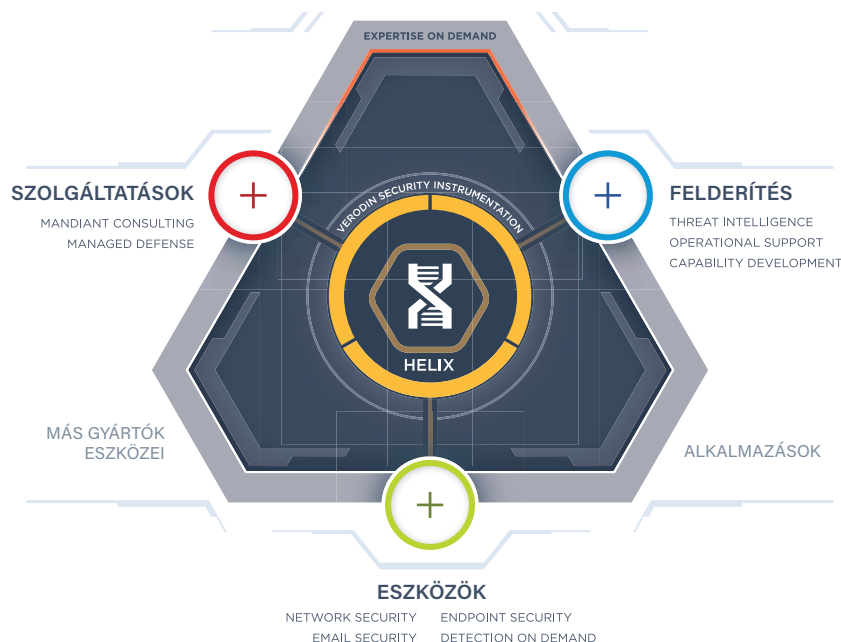 EXPERTISE ON DEMAND
SZOLGÁLTATÁSOK
MANDIANT CONSULTING
MANAGED DEFENSE
VERODIN SECURITY INSTRUMENTATION
FELDERÍTÉS
THREAT INTELLIGENCE
OPERATIONAL SUPPORT
CAPABILITY DEVELOPMENT
HELIX
MÁS GYÁRTÓK
ESZKÖZEI
ALKALMAZÁSOK
ESZKÖZÖK
NETWORK SECURITY ENDPOINT SECURITY
EMAIL SECURITY DETECTION ON DEMAND